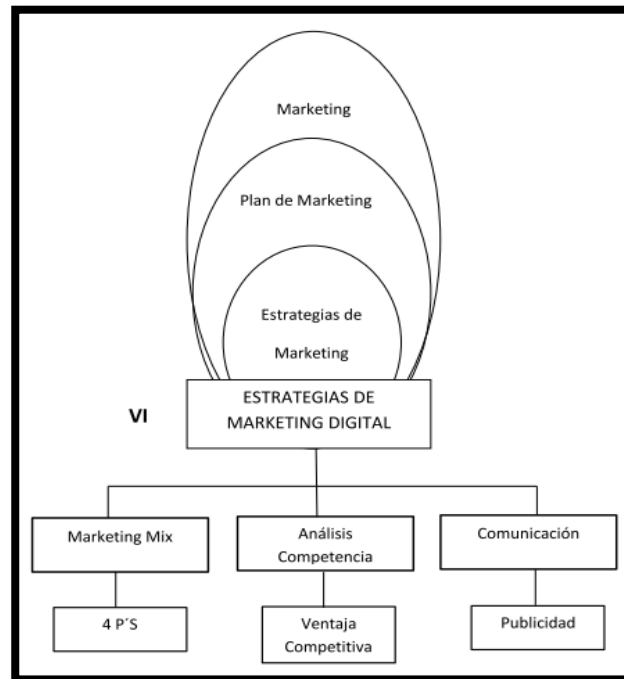 Marketing
Plan de Marketing
Estrategias de
Marketing
VI
ESTRATEGIAS DE
MARKETING DIGITAL
Marketing Mix
Análisis
Competencia
Comunicación
4 P´S
Ventaja
Competitiva
Publicidad